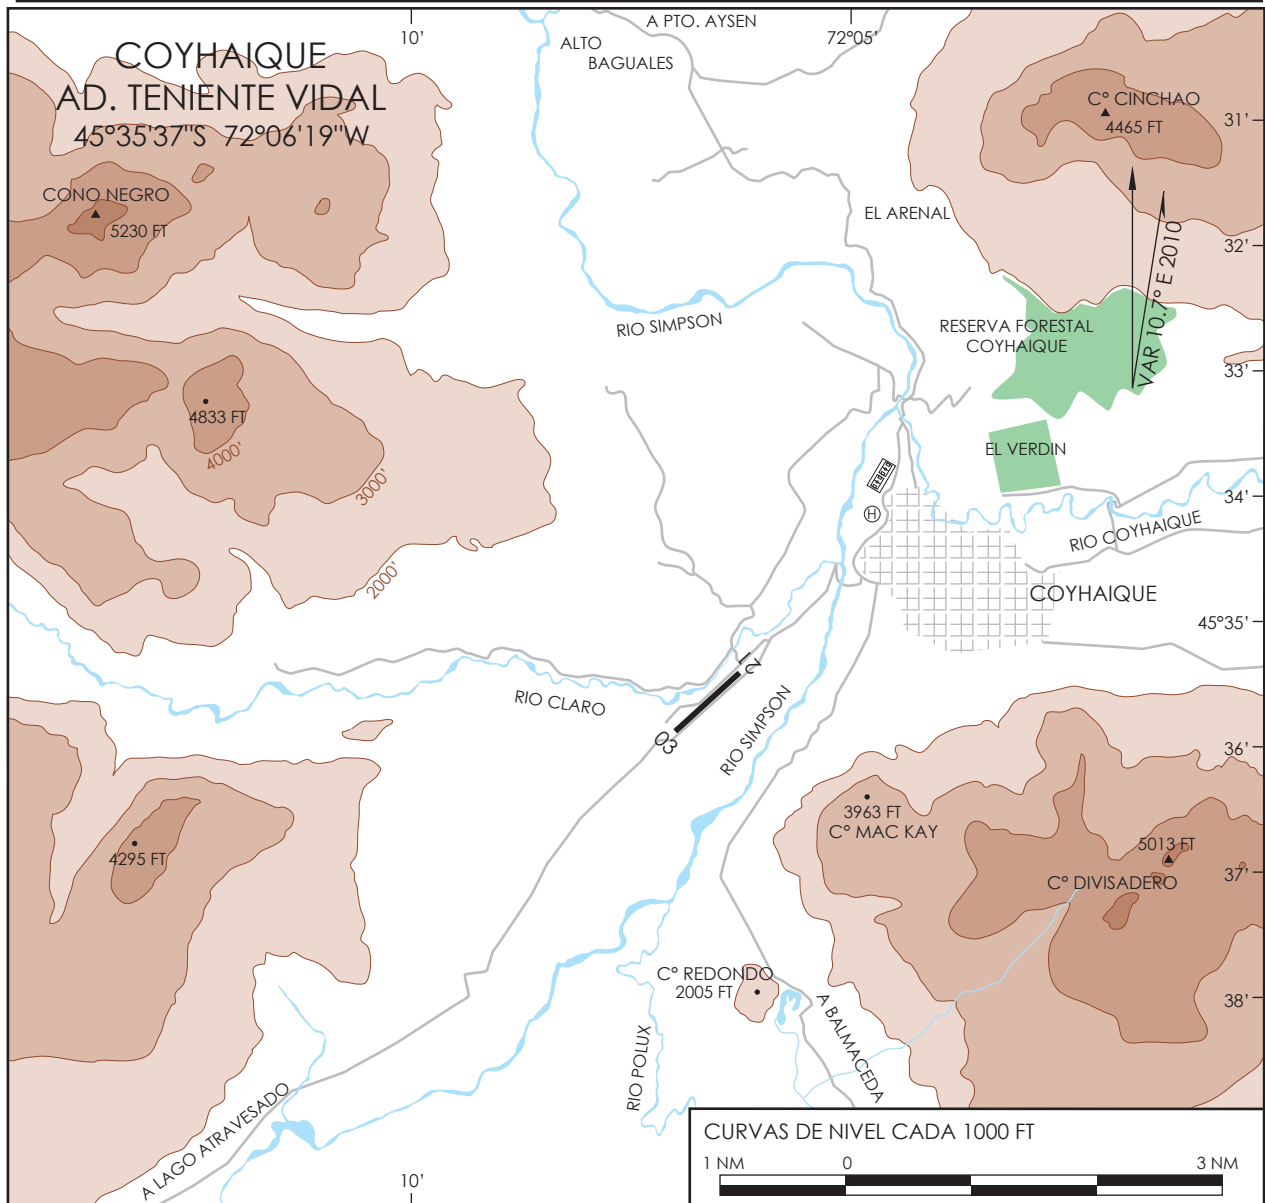 A PTO. AYSEN
10'
72°05'
COYHAIQUE
AD. TENIENTE VIDAL
45°35'37"S 72°06'19"W
ALTO
BAGUALES
Cº CINCHAO
4465 FT
31'
CONO NEGRO
5230 FT
EL ARENAL
32'
VAR 10.7° E 2010
RIO SIMPSON
RESERVA FORESTAL
COYHAIQUE
33'
4833 FT
4000'
3000'
2000'
EL VERDIN
34'
H
RIO COYHAIQUE
COYHAIQUE
45°35'
21
03
RIO CLARO
RIO SIMPSON
36'
3963 FT
Cº MAC KAY
4295 FT
5013 FT
Cº DIVISADERO
37'
Cº REDONDO
2005 FT
38'
A BALMACEDA
RIO POLUX
A LAGO ATRAVESADO
10'
CURVAS DE NIVEL CADA 1000 FT
1 NM 0 3 NM